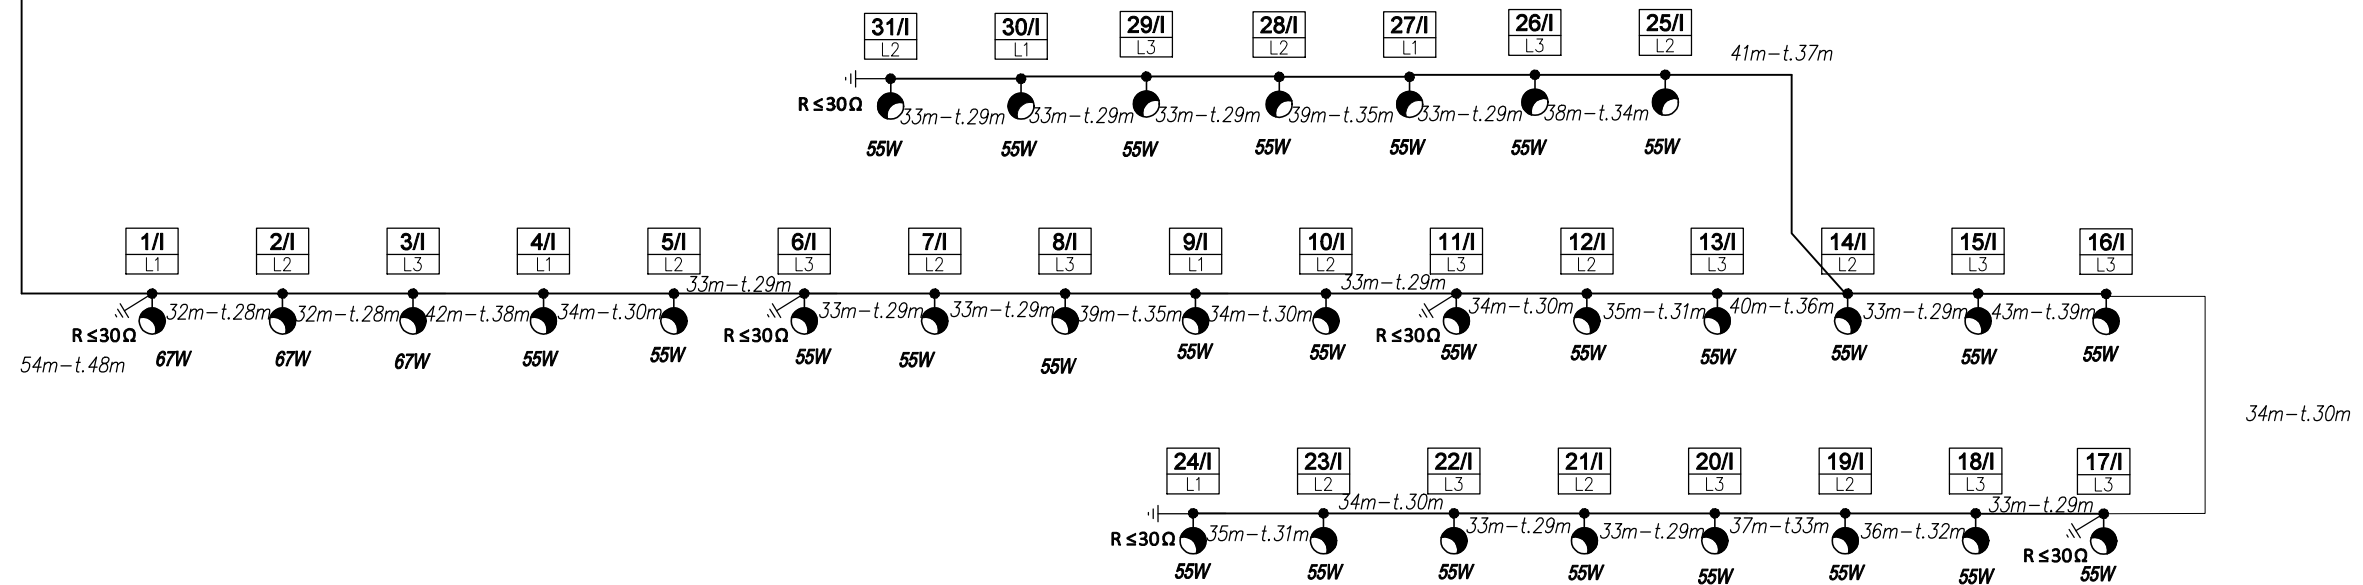 31/I 30/I 29/I 28/I 27/I 26/I 25/I
L2 L1 L3 L2 L1 L3 L2
41m-t.37m
R ≤30Ω
33m-t.29m 33m-t.29m 33m-t.29m 39m-t.35m 33m-t.29m 38m-t.34m
55W 55W 55W 55W 55W 55W 55W
1/I 2/I 3/I 4/I 5/I 6/I 7/I 8/I 9/I 10/I 11/I 12/I 13/I 14/I 15/I 16/I
L1 L2 L3 L1 L2 L3 L2 L3 L1 L2 L3 L2 L3 L2 L3 L3
33m-t.29m 33m-t.29m
32m-t.28m 32m-t.28m 42m-t.38m 34m-t.30m 33m-t.29m 33m-t.29m 39m-t.35m 34m-t.30m 34m-t.30m 35m-t.31m 40m-t.36m 33m-t.29m 43m-t.39m
R ≤30Ω R ≤30Ω R ≤30Ω
54m-t.48m 67W 67W 67W 55W 55W 55W 55W 55W 55W 55W 55W 55W 55W 55W 55W 55W
34m-t.30m
24/I 23/I 22/I 21/I 20/I 19/I 18/I 17/I
L1 L2 L3 L2 L3 L2 L3 L3
34m-t.30m 33m-t.29m
R ≤30Ω 35m-t.31m 33m-t.29m 33m-t.29m 37m-t33m 36m-t.32m R ≤30Ω
55W 55W 55W 55W 55W 55W 55W 55W